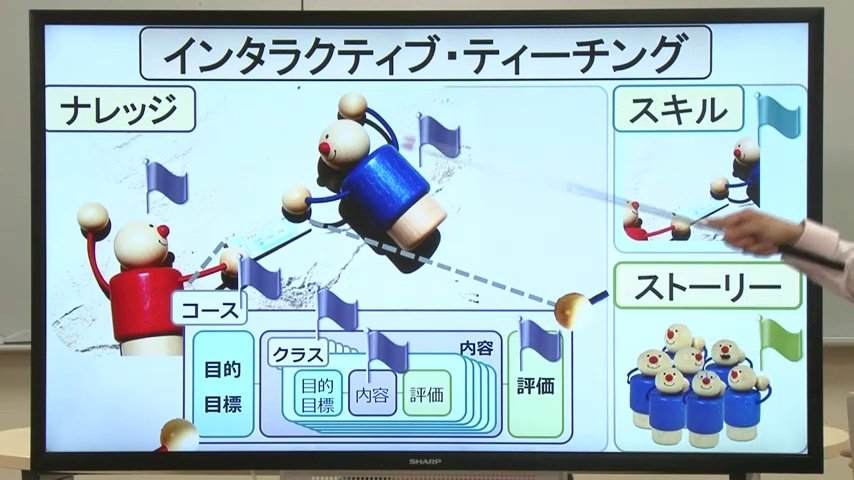 インタラクティブ・ティーチング
ナレッジ
スキル
ストーリー
コース
目的
目標
クラス
内容
目的
目標
内容
評価
評価
SHARP